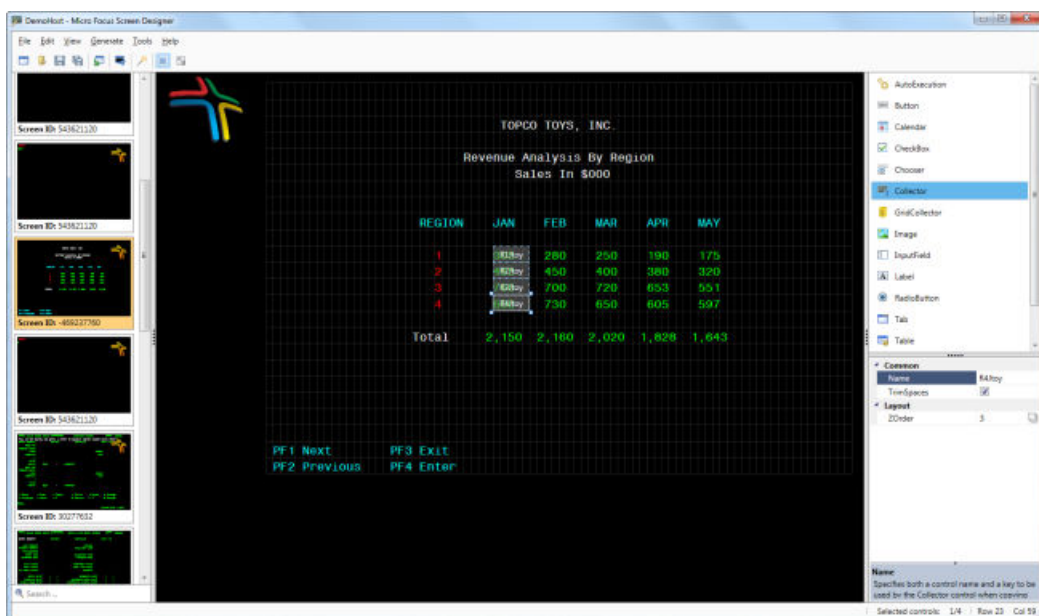 DemoHost - Micro Focus Screen Designer
File Edit View Generate Tools Help
Screen ID: 543621120
Screen ID: 543621120
Screen ID: -469237760
Screen ID: 543621120
Screen ID: 30277632
Search ...
TOPCO TOYS, INC.
Revenue Analysis By Region
Sales In $000
REGION JAN FEB MAR APR MAY
1 280 250 190 175
2 450 400 380 320
3 700 720 653 551
4 730 650 605 597
Total 2,150 2,160 2,020 1,828 1,643
PF1 Next PF3 Exit
PF2 Previous PF4 Enter
AutoExecution
Button
Calendar
CheckBox
Chooser
Collector
GridCollector
Image
InputField
Label
RadioButton
Tab
Table
Common
Name
TrimSpaces
Layout
ZOrder 3
Name
Specifies both a control name and a key to be
used by the Collector control when copying
Selected controls: 1/4 Row 23 Col 59